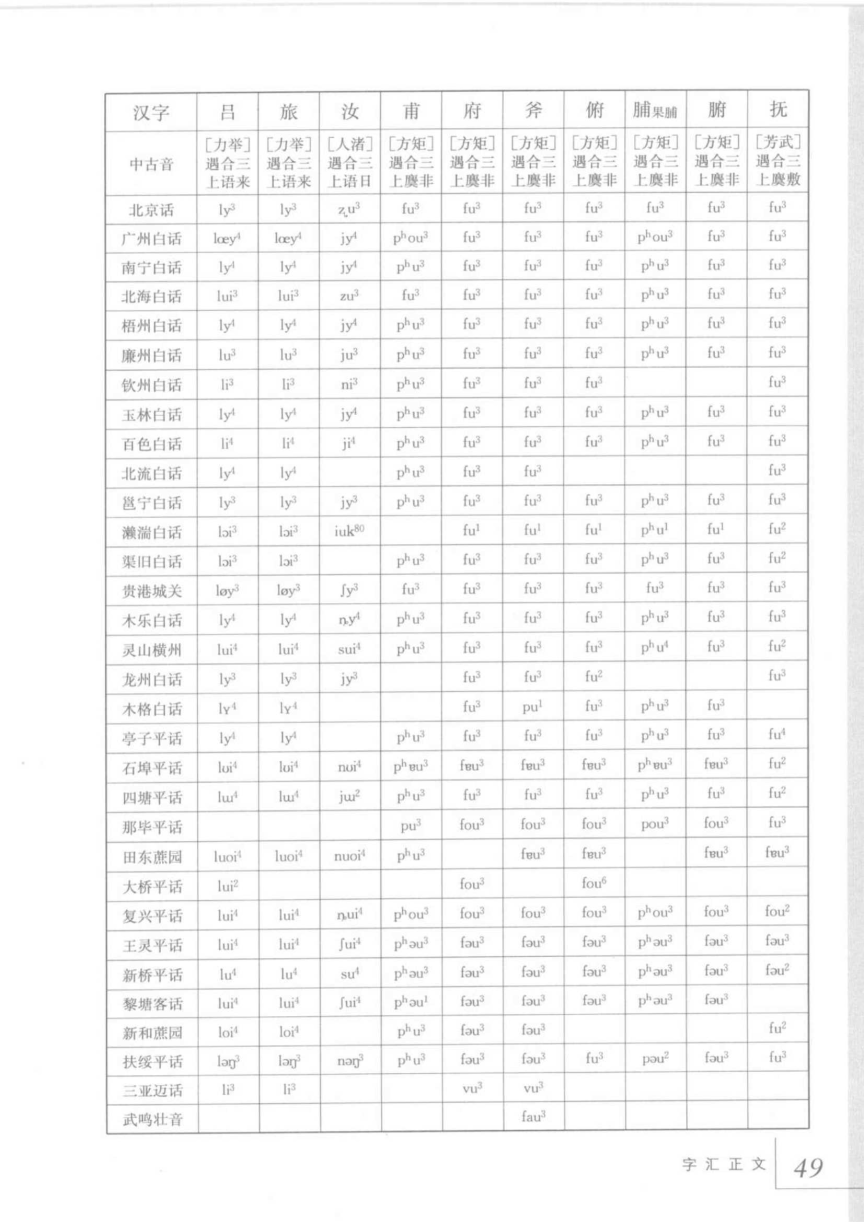 汉字 吕 旅 汝 甫 府 斧 俯 脯果脯 腑 抚
中古音 [力举]遇合三上语来 [力举]遇合三上语来 [人渚]遇合三上语日 [方矩]遇合三上麌非 [方矩]遇合三上麌非 [方矩]遇合三上麌非 [方矩]遇合三上麌非 [方矩]遇合三上麌非 [方矩]遇合三上麌非 [芳武]遇合三上麌敷
北京话 ly³ ly³ ʐu³ fu³ fu³ fu³ fu³ fu³ fu³ fu³
广州白话 lœy⁴ lœy⁴ jy⁴ pʰou³ fu³ fu³ fu³ pʰou³ fu³ fu³
南宁白话 ly⁴ ly⁴ jy⁴ pʰu³ fu³ fu³ fu³ pʰu³ fu³ fu³
北海白话 lui³ lui³ zu³ fu³ fu³ fu³ fu³ pʰu³ fu³ fu³
梧州白话 ly⁴ ly⁴ jy⁴ pʰu³ fu³ fu³ fu³ pʰu³ fu³ fu³
廉州白话 lu³ lu³ ju³ pʰu³ fu³ fu³ fu³ pʰu³ fu³ fu³
钦州白话 li³ li³ ni³ pʰu³ fu³ fu³ fu³ fu³
玉林白话 ly⁴ ly⁴ jy⁴ pʰu³ fu³ fu³ fu³ pʰu³ fu³ fu³
百色白话 li⁴ li⁴ ji⁴ pʰu³ fu³ fu³ fu³ pʰu³ fu³ fu³
北流白话 ly⁴ ly⁴ pʰu³ fu³ fu³ fu³
邕宁白话 ly³ ly³ jy³ pʰu³ fu³ fu³ fu³ pʰu³ fu³ fu³
濑湍白话 ləi³ ləi³ iuk⁸⁰ fu¹ fu¹ fu¹ pʰu¹ fu¹ fu²
渠旧白话 ləi³ ləi³ pʰu³ fu³ fu³ fu³ pʰu³ fu³ fu²
贵港城关 løy³ løy³ ʃy³ fu³ fu³ fu³ fu³ fu³ fu³ fu³
木乐白话 ly⁴ ly⁴ ȵy⁴ pʰu³ fu³ fu³ fu³ pʰu³ fu³ fu³
灵山横州 lui⁴ lui⁴ sui⁴ pʰu³ fu³ fu³ fu³ pʰu⁴ fu³ fu²
龙州白话 ly³ ly³ jy³ fu³ fu³ fu² fu³
木格白话 lʏ⁴ lʏ⁴ fu³ pu¹ fu³ pʰu³ fu³
亭子平话 ly⁴ ly⁴ pʰu³ fu³ fu³ fu³ pʰu³ fu³ fu⁴
石埠平话 lʊi⁴ lʊi⁴ nʊi⁴ pʰɐu³ fɐu³ fɐu³ fɐu³ pʰɐu³ fɐu³ fu²
四塘平话 lɯ⁴ lɯ⁴ jɯ² pʰu³ fu³ fu³ fu³ pʰu³ fu³ fu²
那毕平话 pu³ fou³ fou³ fou³ pou³ fou³ fu³
田东蔗园 luoi⁴ luoi⁴ nuoi⁴ pʰu³ fɐu³ fɐu³ fɐu³ fɐu³
大桥平话 lui² fou³ fou⁶
复兴平话 lui⁴ lui⁴ ȵui⁴ pʰou³ fou³ fou³ fou³ pʰou³ fou³ fou²
王灵平话 lui⁴ lui⁴ ʃui⁴ pʰəu³ fəu³ fəu³ fəu³ pʰəu³ fəu³ fəu³
新桥平话 lu⁴ lu⁴ su⁴ pʰəu³ fəu³ fəu³ fəu³ pʰəu³ fəu³ fəu²
黎塘客话 lui⁴ lui⁴ ʃui⁴ pʰəu¹ fəu³ fəu³ fəu³ pʰəu³ fəu³
新和蔗园 loi⁴ loi⁴ pʰu³ fəu³ fəu³ fu²
扶绥平话 ləŋ³ ləŋ³ nəŋ³ pʰu³ fəu³ fəu³ fu³ pəu² fəu³ fu³
三亚迈话 li³ li³ vu³ vu³
武鸣壮音 fau³
字汇正文 49